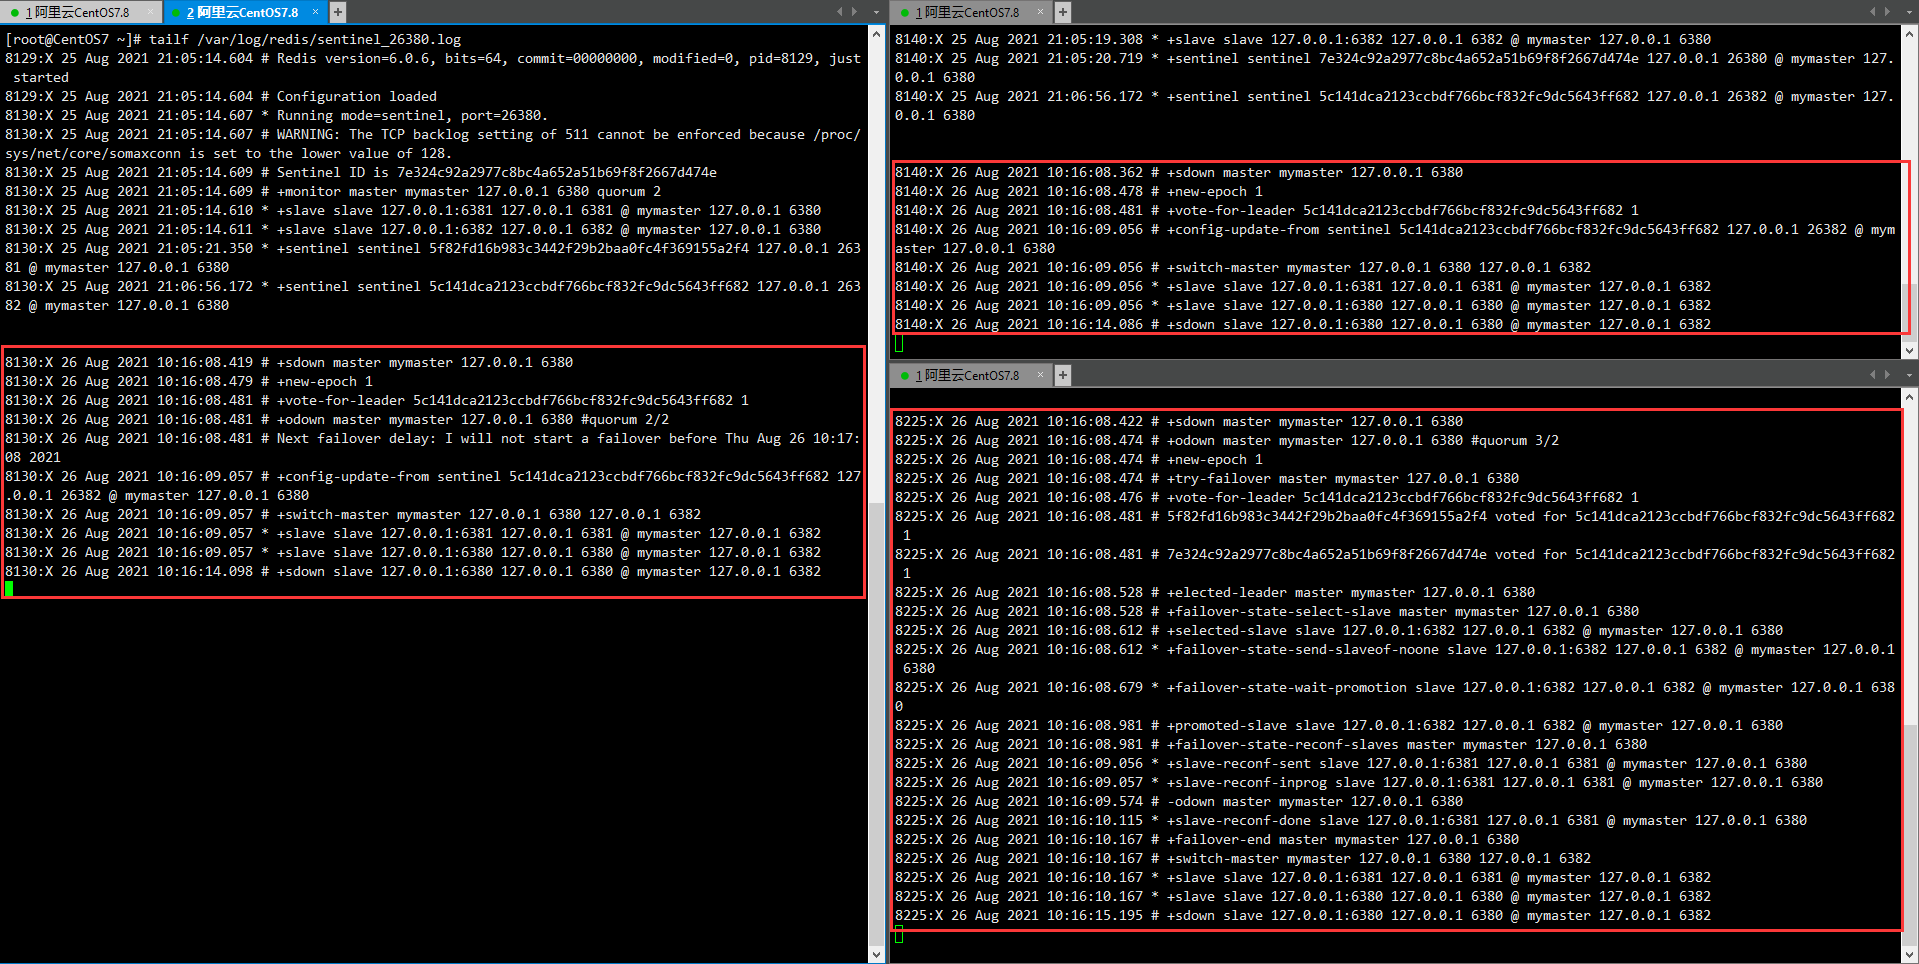 1 阿里云CentOS7.8 × 2 阿里云CentOS7.8 × +
[root@CentOS7 ~]# tailf /var/log/redis/sentinel_26380.log
8129:X 25 Aug 2021 21:05:14.604 # Redis version=6.0.6, bits=64, commit=00000000, modified=0, pid=8129, just
 started
8129:X 25 Aug 2021 21:05:14.604 # Configuration loaded
8130:X 25 Aug 2021 21:05:14.607 * Running mode=sentinel, port=26380.
8130:X 25 Aug 2021 21:05:14.607 # WARNING: The TCP backlog setting of 511 cannot be enforced because /proc/
sys/net/core/somaxconn is set to the lower value of 128.
8130:X 25 Aug 2021 21:05:14.609 # Sentinel ID is 7e324c92a2977c8bc4a652a51b69f8f2667d474e
8130:X 25 Aug 2021 21:05:14.609 # +monitor master mymaster 127.0.0.1 6380 quorum 2
8130:X 25 Aug 2021 21:05:14.610 * +slave slave 127.0.0.1:6381 127.0.0.1 6381 @ mymaster 127.0.0.1 6380
8130:X 25 Aug 2021 21:05:14.611 * +slave slave 127.0.0.1:6382 127.0.0.1 6382 @ mymaster 127.0.0.1 6380
8130:X 25 Aug 2021 21:05:21.350 * +sentinel sentinel 5f82fd16b983c3442f29b2baa0fc4f369155a2f4 127.0.0.1 263
81 @ mymaster 127.0.0.1 6380
8130:X 25 Aug 2021 21:06:56.172 * +sentinel sentinel 5c141dca2123ccbdf766bcf832fc9dc5643ff682 127.0.0.1 263
82 @ mymaster 127.0.0.1 6380
8130:X 26 Aug 2021 10:16:08.419 # +sdown master mymaster 127.0.0.1 6380
8130:X 26 Aug 2021 10:16:08.479 # +new-epoch 1
8130:X 26 Aug 2021 10:16:08.481 # +vote-for-leader 5c141dca2123ccbdf766bcf832fc9dc5643ff682 1
8130:X 26 Aug 2021 10:16:08.481 # +odown master mymaster 127.0.0.1 6380 #quorum 2/2
8130:X 26 Aug 2021 10:16:08.481 # Next failover delay: I will not start a failover before Thu Aug 26 10:17:
08 2021
8130:X 26 Aug 2021 10:16:09.057 # +config-update-from sentinel 5c141dca2123ccbdf766bcf832fc9dc5643ff682 127
.0.0.1 26382 @ mymaster 127.0.0.1 6380
8130:X 26 Aug 2021 10:16:09.057 # +switch-master mymaster 127.0.0.1 6380 127.0.0.1 6382
8130:X 26 Aug 2021 10:16:09.057 * +slave slave 127.0.0.1:6381 127.0.0.1 6381 @ mymaster 127.0.0.1 6382
8130:X 26 Aug 2021 10:16:09.057 * +slave slave 127.0.0.1:6380 127.0.0.1 6380 @ mymaster 127.0.0.1 6382
8130:X 26 Aug 2021 10:16:14.098 # +sdown slave 127.0.0.1:6380 127.0.0.1 6380 @ mymaster 127.0.0.1 6382
1 阿里云CentOS7.8 × +
8140:X 25 Aug 2021 21:05:19.308 * +slave slave 127.0.0.1:6382 127.0.0.1 6382 @ mymaster 127.0.0.1 6380
8140:X 25 Aug 2021 21:05:20.719 * +sentinel sentinel 7e324c92a2977c8bc4a652a51b69f8f2667d474e 127.0.0.1 26380 @ mymaster 127.
0.0.1 6380
8140:X 25 Aug 2021 21:06:56.172 * +sentinel sentinel 5c141dca2123ccbdf766bcf832fc9dc5643ff682 127.0.0.1 26382 @ mymaster 127.
0.0.1 6380
8140:X 26 Aug 2021 10:16:08.362 # +sdown master mymaster 127.0.0.1 6380
8140:X 26 Aug 2021 10:16:08.478 # +new-epoch 1
8140:X 26 Aug 2021 10:16:08.481 # +vote-for-leader 5c141dca2123ccbdf766bcf832fc9dc5643ff682 1
8140:X 26 Aug 2021 10:16:09.056 # +config-update-from sentinel 5c141dca2123ccbdf766bcf832fc9dc5643ff682 127.0.0.1 26382 @ mym
aster 127.0.0.1 6380
8140:X 26 Aug 2021 10:16:09.056 # +switch-master mymaster 127.0.0.1 6380 127.0.0.1 6382
8140:X 26 Aug 2021 10:16:09.056 * +slave slave 127.0.0.1:6381 127.0.0.1 6381 @ mymaster 127.0.0.1 6382
8140:X 26 Aug 2021 10:16:09.056 * +slave slave 127.0.0.1:6380 127.0.0.1 6380 @ mymaster 127.0.0.1 6382
8140:X 26 Aug 2021 10:16:14.086 # +sdown slave 127.0.0.1:6380 127.0.0.1 6380 @ mymaster 127.0.0.1 6382
1 阿里云CentOS7.8 × +
8225:X 26 Aug 2021 10:16:08.422 # +sdown master mymaster 127.0.0.1 6380
8225:X 26 Aug 2021 10:16:08.474 # +odown master mymaster 127.0.0.1 6380 #quorum 3/2
8225:X 26 Aug 2021 10:16:08.474 # +new-epoch 1
8225:X 26 Aug 2021 10:16:08.474 # +try-failover master mymaster 127.0.0.1 6380
8225:X 26 Aug 2021 10:16:08.476 # +vote-for-leader 5c141dca2123ccbdf766bcf832fc9dc5643ff682 1
8225:X 26 Aug 2021 10:16:08.481 # 5f82fd16b983c3442f29b2baa0fc4f369155a2f4 voted for 5c141dca2123ccbdf766bcf832fc9dc5643ff682
 1
8225:X 26 Aug 2021 10:16:08.481 # 7e324c92a2977c8bc4a652a51b69f8f2667d474e voted for 5c141dca2123ccbdf766bcf832fc9dc5643ff682
 1
8225:X 26 Aug 2021 10:16:08.528 # +elected-leader master mymaster 127.0.0.1 6380
8225:X 26 Aug 2021 10:16:08.528 # +failover-state-select-slave master mymaster 127.0.0.1 6380
8225:X 26 Aug 2021 10:16:08.612 # +selected-slave slave 127.0.0.1:6382 127.0.0.1 6382 @ mymaster 127.0.0.1 6380
8225:X 26 Aug 2021 10:16:08.612 * +failover-state-send-slaveof-noone slave 127.0.0.1:6382 127.0.0.1 6382 @ mymaster 127.0.0.1
 6380
8225:X 26 Aug 2021 10:16:08.679 * +failover-state-wait-promotion slave 127.0.0.1:6382 127.0.0.1 6382 @ mymaster 127.0.0.1 638
0
8225:X 26 Aug 2021 10:16:08.981 # +promoted-slave slave 127.0.0.1:6382 127.0.0.1 6382 @ mymaster 127.0.0.1 6380
8225:X 26 Aug 2021 10:16:08.981 # +failover-state-reconf-slaves master mymaster 127.0.0.1 6380
8225:X 26 Aug 2021 10:16:09.056 * +slave-reconf-sent slave 127.0.0.1:6381 127.0.0.1 6381 @ mymaster 127.0.0.1 6380
8225:X 26 Aug 2021 10:16:09.057 * +slave-reconf-inprog slave 127.0.0.1:6381 127.0.0.1 6381 @ mymaster 127.0.0.1 6380
8225:X 26 Aug 2021 10:16:09.574 # -odown master mymaster 127.0.0.1 6380
8225:X 26 Aug 2021 10:16:10.115 * +slave-reconf-done slave 127.0.0.1:6381 127.0.0.1 6381 @ mymaster 127.0.0.1 6380
8225:X 26 Aug 2021 10:16:10.167 # +failover-end master mymaster 127.0.0.1 6380
8225:X 26 Aug 2021 10:16:10.167 # +switch-master mymaster 127.0.0.1 6380 127.0.0.1 6382
8225:X 26 Aug 2021 10:16:10.167 * +slave slave 127.0.0.1:6381 127.0.0.1 6381 @ mymaster 127.0.0.1 6382
8225:X 26 Aug 2021 10:16:10.167 * +slave slave 127.0.0.1:6380 127.0.0.1 6380 @ mymaster 127.0.0.1 6382
8225:X 26 Aug 2021 10:16:15.195 # +sdown slave 127.0.0.1:6380 127.0.0.1 6380 @ mymaster 127.0.0.1 6382